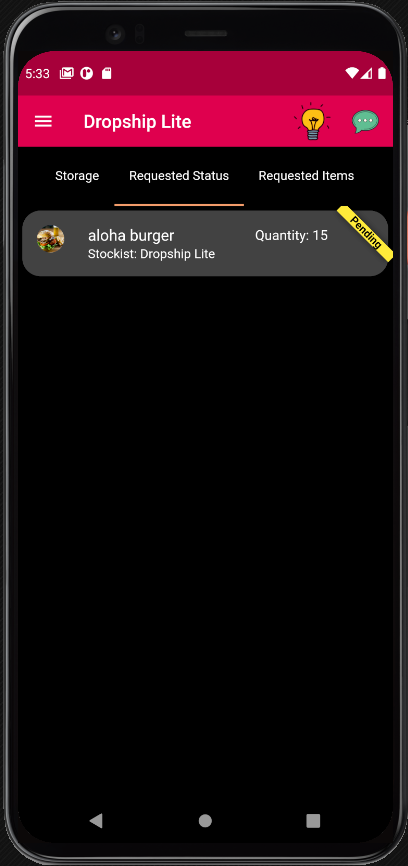 5:33
Dropship Lite
Storage
Requested Status
Requested Items
aloha burger
Quantity: 15
Pending
Stockist: Dropship Lite